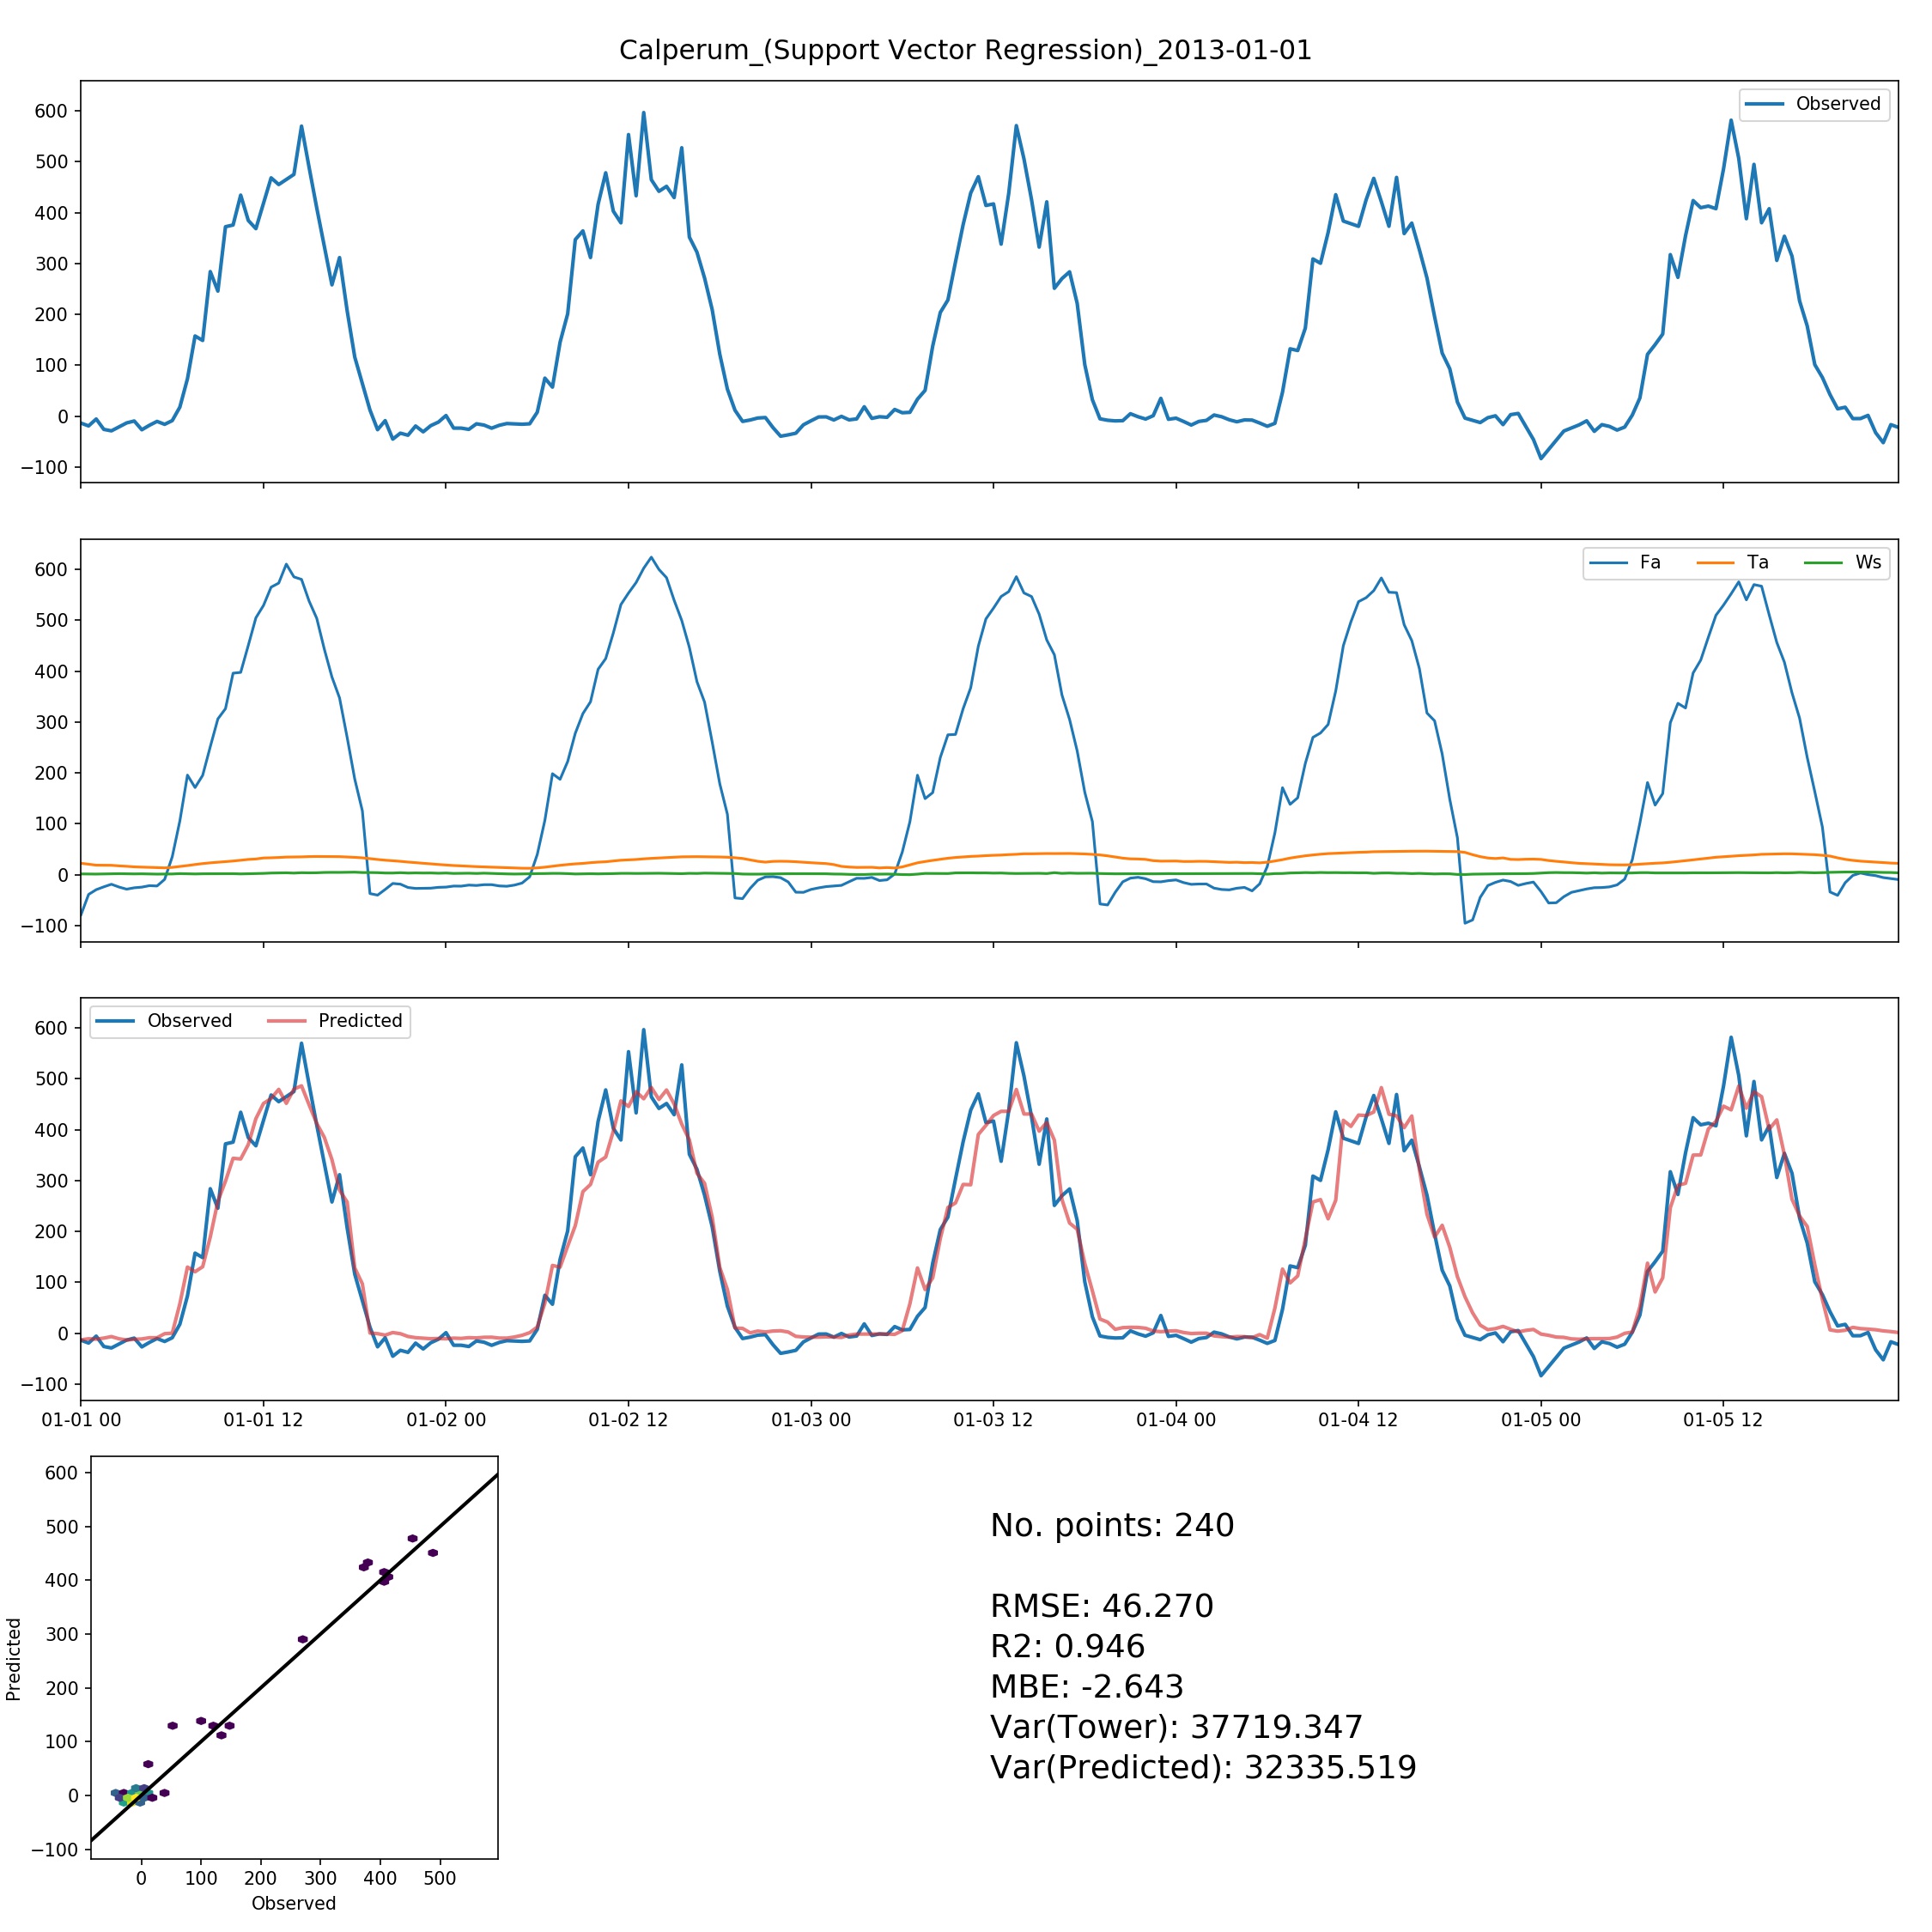 Calperum_(Support Vector Regression)_2013-01-01
Observed
600
500
400
300
200
100
0
−100
Fa Ta Ws
600
500
400
300
200
100
0
−100
Observed Predicted
600
500
400
300
200
100
0
−100
01-01 00 01-01 12 01-02 00 01-02 12 01-03 00 01-03 12 01-04 00 01-04 12 01-05 00 01-05 12
600
500
400
300
200
100
0
−100
Predicted
0 100 200 300 400 500
Observed
No. points: 240
RMSE: 46.270
R2: 0.946
MBE: -2.643
Var(Tower): 37719.347
Var(Predicted): 32335.519